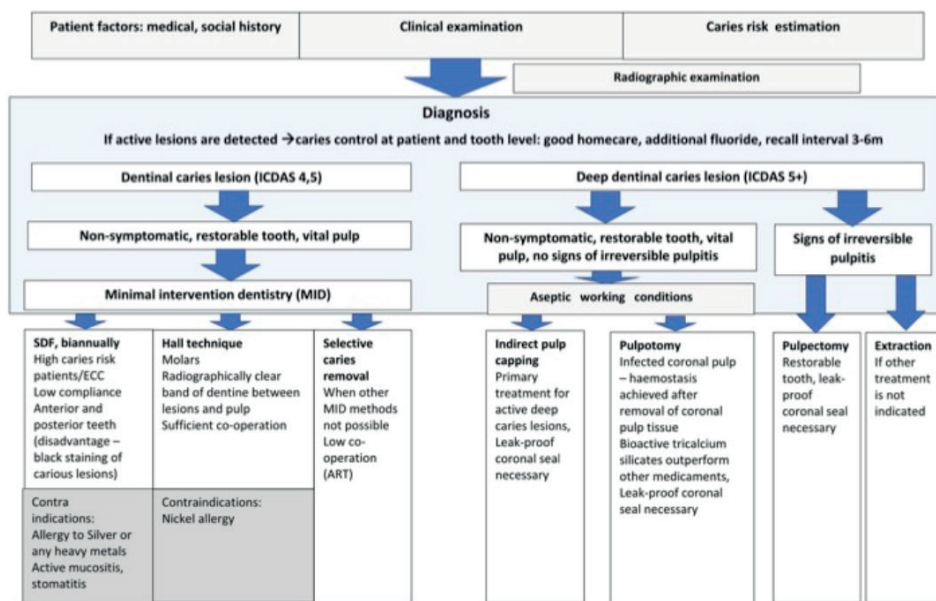 Patient factors: medical, social history
Clinical examination
Caries risk estimation
Radiographic examination
Diagnosis
If active lesions are detected →caries control at patient and tooth level: good homecare, additional fluoride, recall interval 3-6m
Dentinal caries lesion (ICDAS 4,5)
Deep dentinal caries lesion (ICDAS 5+)
Non-symptomatic, restorable tooth, vital pulp
Non-symptomatic, restorable tooth, vital
pulp, no signs of irreversible pulpitis
Signs of irreversible
pulpitis
Minimal intervention dentistry (MID)
Aseptic working conditions
SDF, biannually
High caries risk
patients/ECC
Low compliance
Anterior and
posterior teeth
(disadvantage –
black staining of
carious lesions)
Contra
indications:
Allergy to Silver or
any heavy metals
Active mucositis,
stomatitis
Hall technique
Molars
Radiographically clear
band of dentine between
lesions and pulp
Sufficient co-operation
Contraindications:
Nickel allergy
Selective
caries
removal
When other
MID methods
not possible
Low co-
operation
(ART)
Indirect pulp
capping
Primary
treatment for
active deep
caries lesions,
Leak-proof
coronal seal
necessary
Pulpotomy
Infected coronal pulp
– haemostasis
achieved after
removal of coronal
pulp tissue
Bioactive tricalcium
silicates outperform
other medicaments,
Leak-proof coronal
seal necessary
Pulpectomy
Restorable
tooth, leak-
proof
coronal seal
necessary
Extraction
If other
treatment
is not
indicated